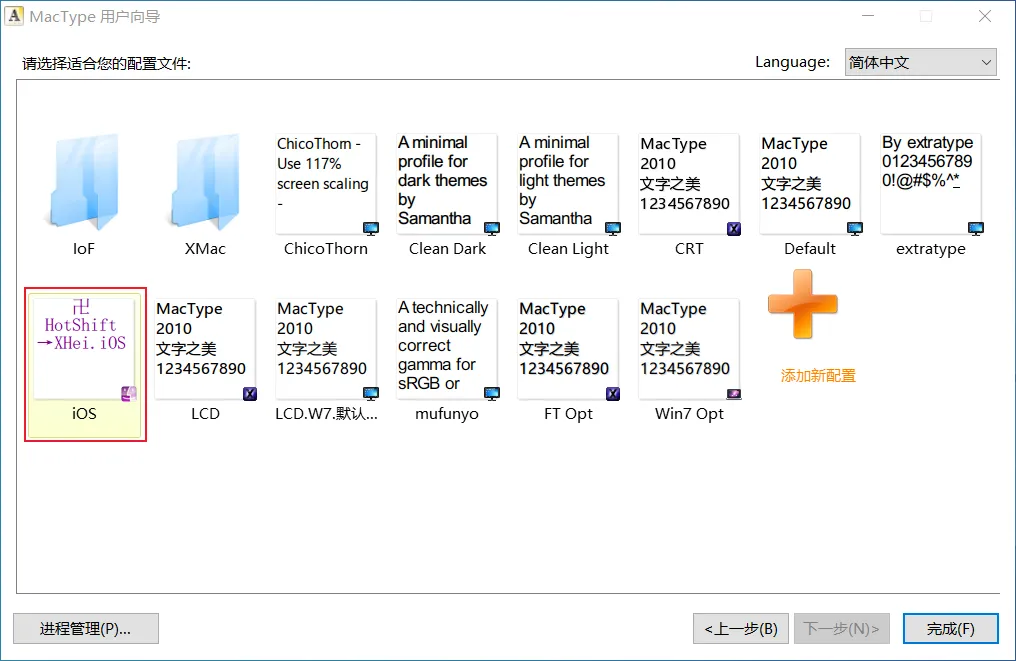 A MacType 用户向导
请选择适合您的配置文件:
Language: 简体中文
ChicoThorn -
Use 117%
screen scaling
-
A minimal
profile for
dark themes
by
Samantha
A minimal
profile for
light themes
by
Samantha
MacType
2010
文字之美
1234567890
MacType
2010
文字之美
1234567890
By extratype
0123456789
0!@#$%^*
IoF
XMac
ChicoThorn
Clean Dark
Clean Light
CRT
Default
extratype
卍
HotShift
→XHei.iOS
MacType
2010
文字之美
1234567890
MacType
2010
文字之美
1234567890
A technically
and visually
correct
gamma for
sRGB or
MacType
2010
文字之美
1234567890
MacType
2010
文字之美
1234567890
添加新配置
iOS
LCD
LCD.W7.默认...
mufunyo
FT Opt
Win7 Opt
进程管理(P)...
<上一步(B)
下一步(N)>
完成(F)